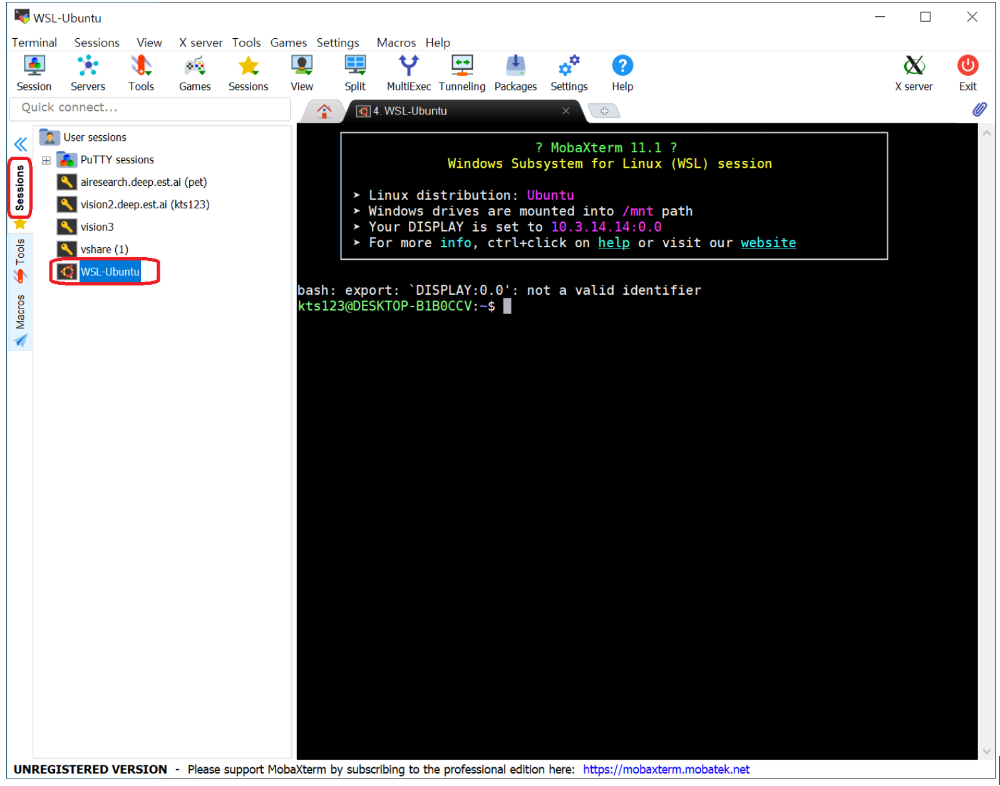 WSL-Ubuntu
Terminal Sessions View X server Tools Games Settings Macros Help
Session Servers Tools Games Sessions View Split MultiExec Tunneling Packages Settings Help X server Exit
Quick connect...
4. WSL-Ubuntu
Sessions
Tools
Macros
User sessions
PuTTY sessions
airesearch.deep.est.ai (pet)
vision2.deep.est.ai (kts123)
vision3
vshare (1)
WSL-Ubuntu
? MobaXterm 11.1 ?
Windows Subsystem for Linux (WSL) session
➤ Linux distribution: Ubuntu
➤ Windows drives are mounted into /mnt path
➤ Your DISPLAY is set to 10.3.14.14:0.0
➤ For more info, ctrl+click on help or visit our website
bash: export: `DISPLAY:0.0': not a valid identifier
kts123@DESKTOP-B1B0CCV:~$
UNREGISTERED VERSION - Please support MobaXterm by subscribing to the professional edition here: https://mobaxterm.mobatek.net